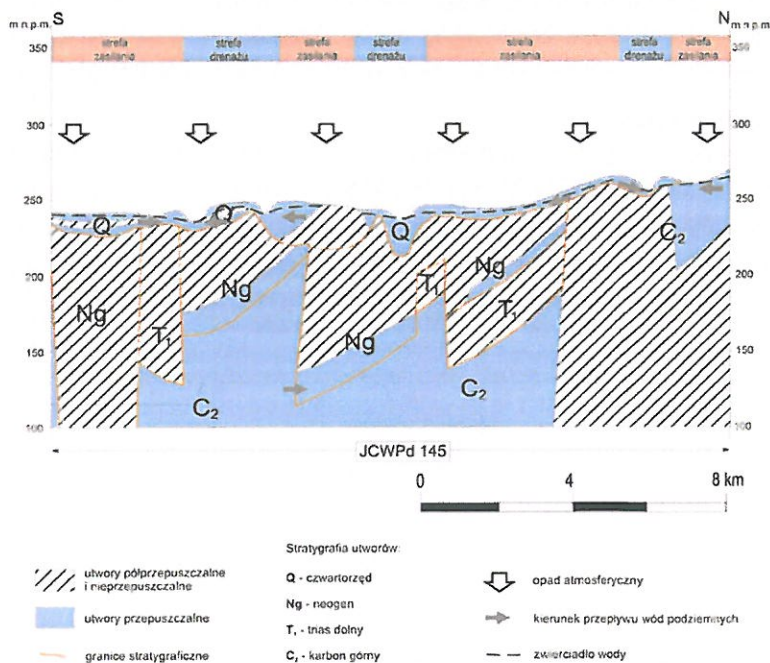 S
N
m n.p.m.
m n.p.m.
350
strefa zasilania
strefa drenażu
strefa zasilania
strefa drenażu
strefa zasilania
strefa drenażu
strefa zasilania
350
300
300
250
250
200
200
150
150
100
100
Q
Q
Q
C₂
Ng
Ng
T₁
Ng
T₁
Ng
T₁
C₂
C₂
JCWPd 145
0
4
8 km
utwory półprzepuszczalne
i nieprzepuszczalne
utwory przepuszczalne
granice stratygraficzne
Stratygrafia utworów:
Q - czwartorzęd
Ng - neogen
T₁ - trias dolny
C₂ - karbon górny
opad atmosferyczny
kierunek przepływu wód podziemnych
zwierciadło wody